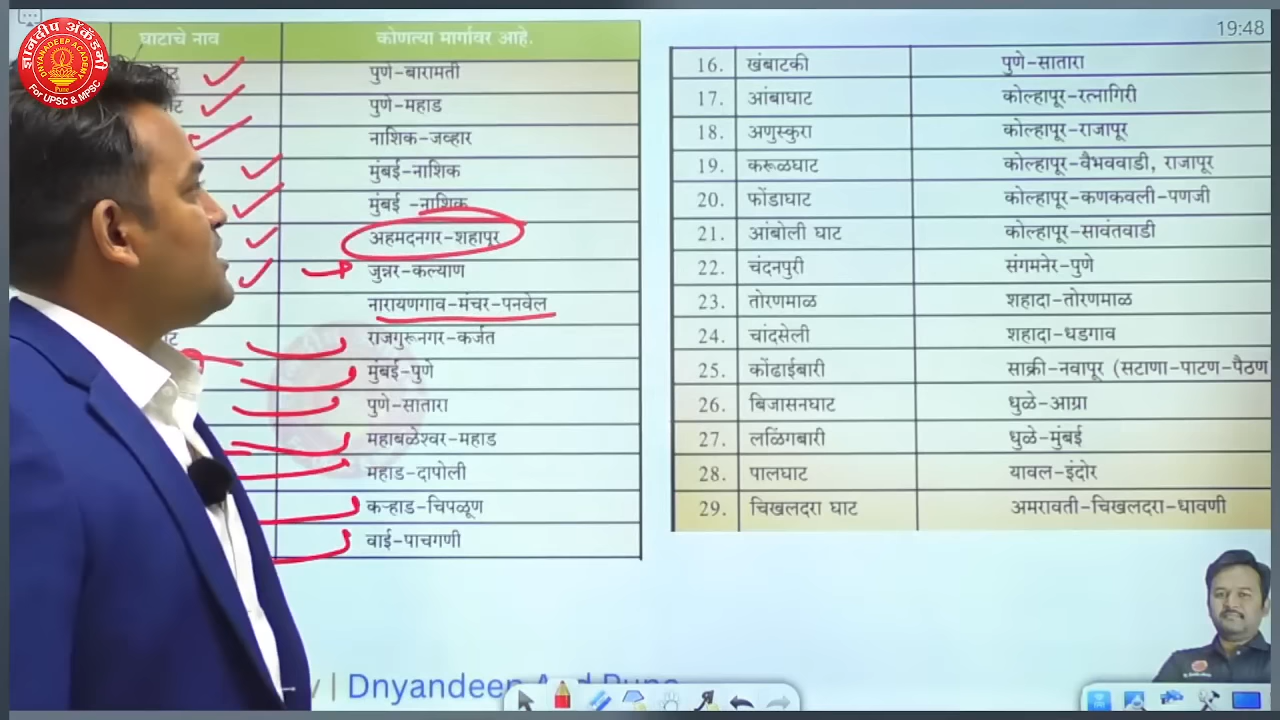 ज्ञानदीप अ‍ॅकॅडमी
DNYANADEEP ACADEMY
Pune
For UPSC & MPSC
19:48
घाटाचे नाव कोणत्या मार्गावर आहे.
पुणे-बारामती
पुणे-महाड
नाशिक-जव्हार
मुंबई-नाशिक
मुंबई -नाशिक
अहमदनगर-शहापूर
जुन्नर-कल्याण
नारायणगाव-मंचर-पनवेल
राजगुरूनगर-कर्जत
मुंबई-पुणे
पुणे-सातारा
महाबळेश्वर-महाड
महाड-दापोली
कऱ्हाड-चिपळूण
वाई-पाचगणी
16. खंबाटकी पुणे-सातारा
17. आंबाघाट कोल्हापूर-रत्नागिरी
18. अणुस्कुरा कोल्हापूर-राजापूर
19. करूळघाट कोल्हापूर-वैभववाडी, राजापूर
20. फोंडाघाट कोल्हापूर-कणकवली-पणजी
21. आंबोली घाट कोल्हापूर-सावंतवाडी
22. चंदनपुरी संगमनेर-पुणे
23. तोरणमाळ शहादा-तोरणमाळ
24. चांदसेली शहादा-धडगाव
25. कोंढाईबारी साक्री-नवापूर (सटाणा-पाटण-पैठण
26. बिजासनघाट धुळे-आग्रा
27. लळिंगबारी धुळे-मुंबई
28. पालघाट यावल-इंदोर
29. चिखलदरा घाट अमरावती-चिखलदरा-धावणी
| Dnyandeep